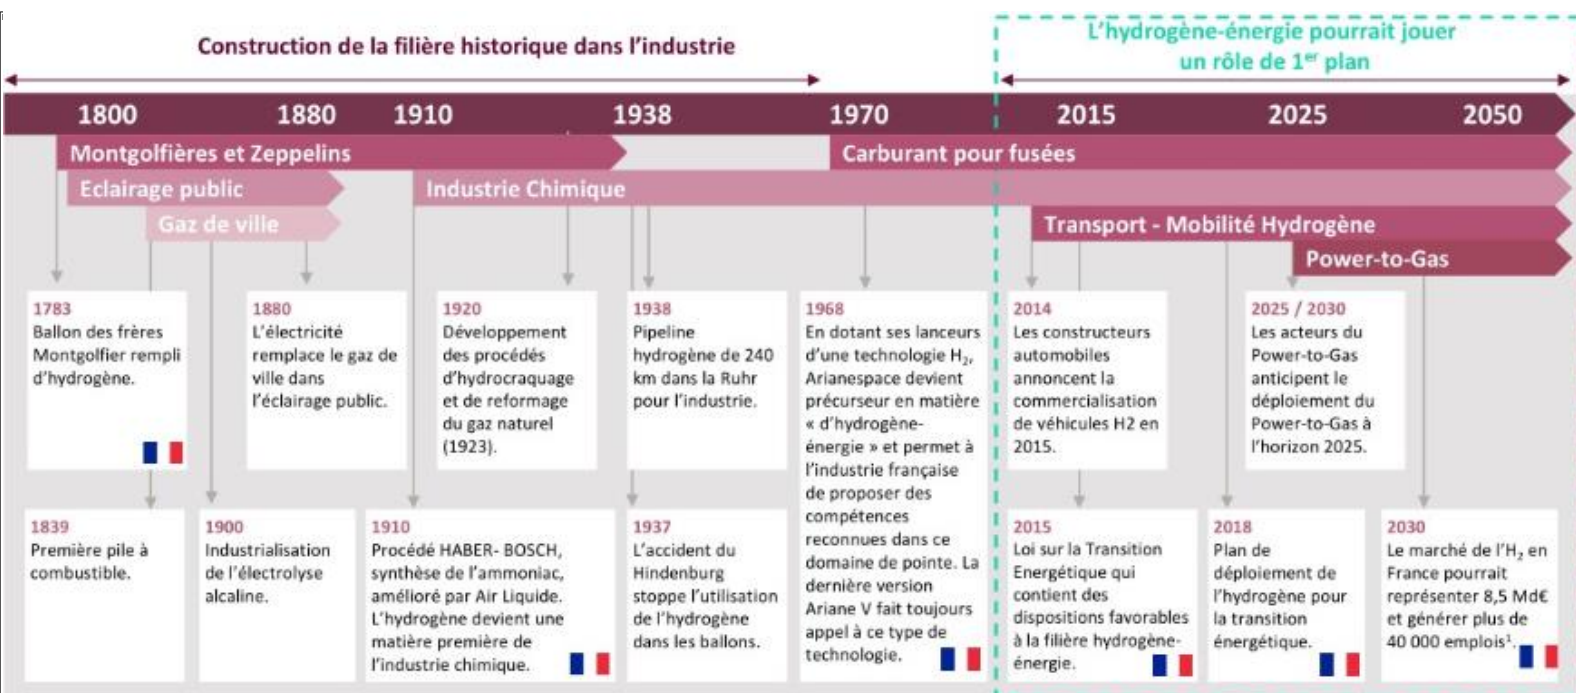 Construction de la filière historique dans l'industrie
L'hydrogène-énergie pourrait jouer
un rôle de 1er plan
1800
1880
1910
1938
1970
2015
2025
2050
Montgolfières et Zeppelins
Carburant pour fusées
Eclairage public
Industrie Chimique
Gaz de ville
Transport - Mobilité Hydrogène
Power-to-Gas
1783
Ballon des frères
Montgolfier rempli
d'hydrogène.
1880
L'électricité
remplace le gaz de
ville dans
l'éclairage public.
1920
Développement
des procédés
d'hydrocraquage
et de reformage
du gaz naturel
(1923).
1938
Pipeline
hydrogène de 240
km dans la Ruhr
pour l'industrie.
1968
En dotant ses lanceurs
d'une technologie H₂,
Arianespace devient
précurseur en matière
« d'hydrogène-
énergie » et permet à
l'industrie française
de proposer des
compétences
reconnues dans ce
domaine de pointe. La
dernière version
Ariane V fait toujours
appel à ce type de
technologie.
2014
Les constructeurs
automobiles
annoncent la
commercialisation
de véhicules H2 en
2015.
2025 / 2030
Les acteurs du
Power-to-Gas
anticipent le
déploiement du
Power-to-Gas à
l'horizon 2025.
1839
Première pile à
combustible.
1900
Industrialisation
de l'électrolyse
alcaline.
1910
Procédé HABER- BOSCH,
synthèse de l'ammoniac,
amélioré par Air Liquide.
L'hydrogène devient une
matière première de
l'industrie chimique.
1937
L'accident du
Hindenburg
stoppe l'utilisation
de l'hydrogène
dans les ballons.
2015
Loi sur la Transition
Energétique qui
contient des
dispositions favorables
à la filière hydrogène-
énergie.
2018
Plan de
déploiement de
l'hydrogène pour
la transition
énergétique.
2030
Le marché de l'H₂ en
France pourrait
représenter 8,5 Md€
et générer plus de
40 000 emplois¹.